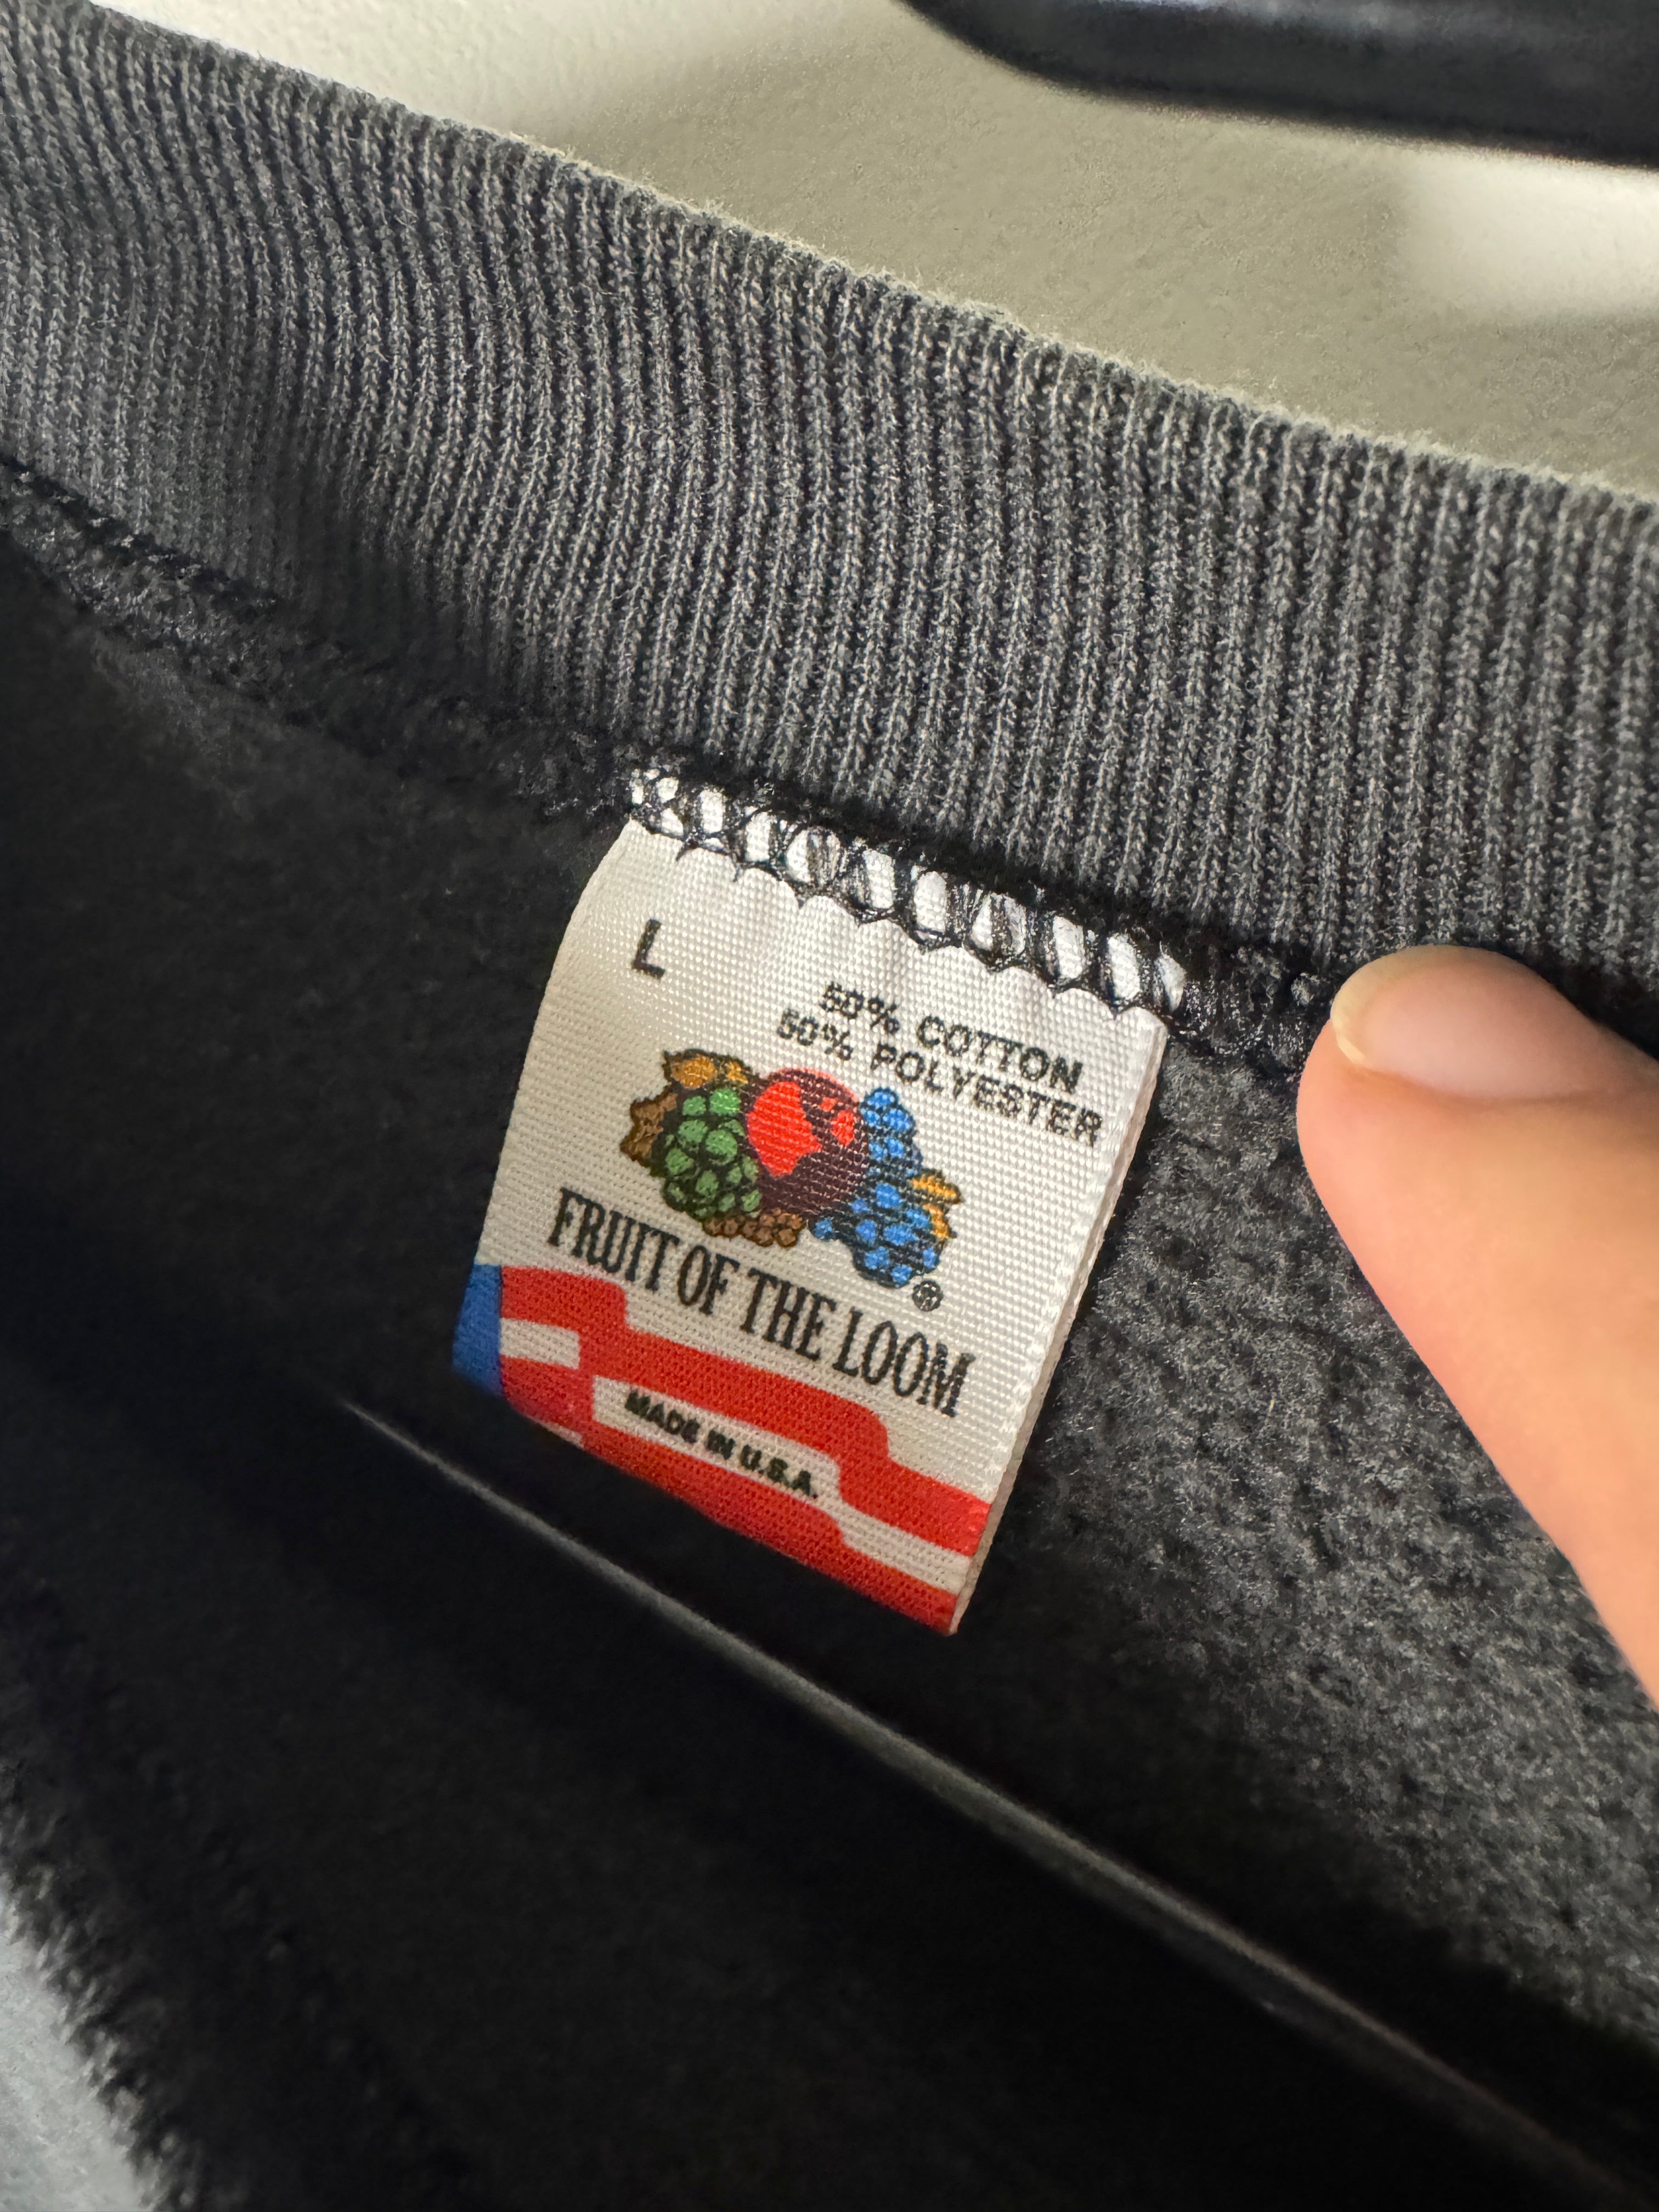 L
50% COTTON
50% POLYESTER
FRUIT OF THE LOOM
®
MADE IN U.S.A.